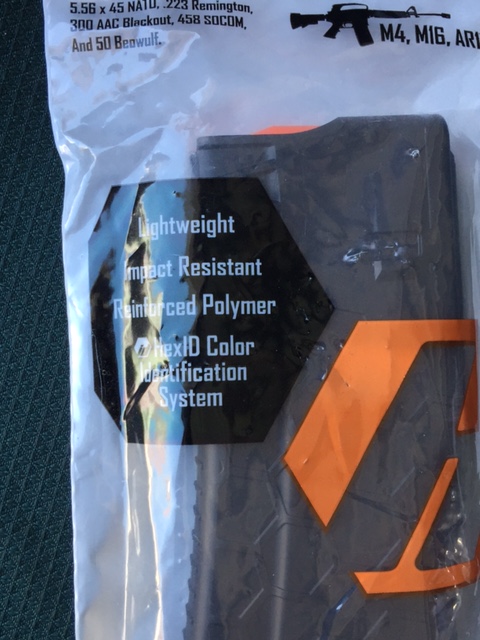 5.56 x 45 NATO, .223 Remington,
300 AAC Blackout, 458 SOCOM,
And 50 Beowulf.
M4, M16, AR1
Lightweight
Impact Resistant
Reinforced Polymer
HexID Color
Identification
System